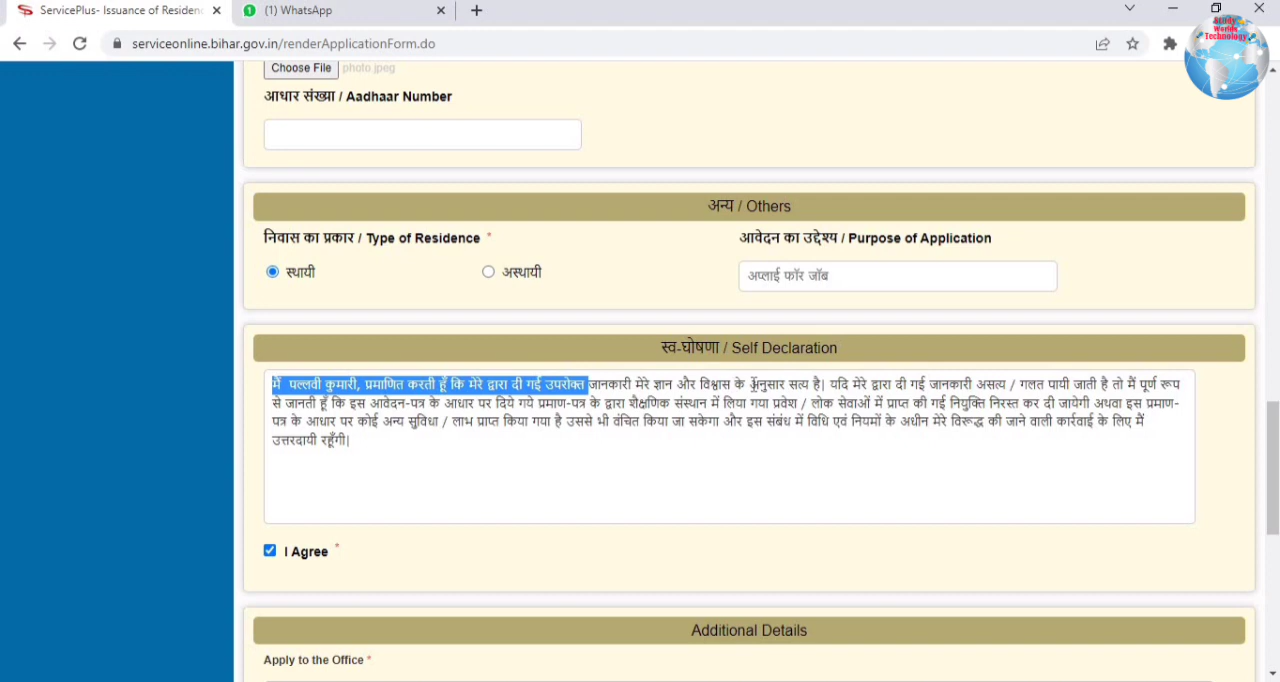 ServicePlus- Issuance of Residen
(1) WhatsApp
serviceonline.bihar.gov.in/renderApplicationForm.do
Study
Worlds
Technology
Choose File photo jpeg
आधार संख्या / Aadhaar Number
अन्य / Others
निवास का प्रकार / Type of Residence *
आवेदन का उद्देश्य / Purpose of Application
स्थायी
अस्थायी
अप्लाई फॉर जॉब
स्व-घोषणा / Self Declaration
मैं पल्लवी कुमारी, प्रमाणित करती हूँ कि मेरे द्वारा दी गई उपरोक्त जानकारी मेरे ज्ञान और विश्वास के अनुसार सत्य है| यदि मेरे द्वारा दी गई जानकारी असत्य / गलत पायी जाती है तो मैं पूर्ण रूप
से जानती हूँ कि इस आवेदन-पत्र के आधार पर दिये गये प्रमाण-पत्र के द्वारा शैक्षणिक संस्थान में लिया गया प्रवेश / लोक सेवाओं में प्राप्त की गई नियुक्ति निरस्त कर दी जायेगी अथवा इस प्रमाण-
पत्र के आधार पर कोई अन्य सुविधा / लाभ प्राप्त किया गया है उससे भी वंचित किया जा सकेगा और इस संबंध में विधि एवं नियमों के अधीन मेरे विरूद्ध की जाने वाली कार्रवाई के लिए मैं
उत्तरदायी रहूँगी|
I Agree *
Additional Details
Apply to the Office *